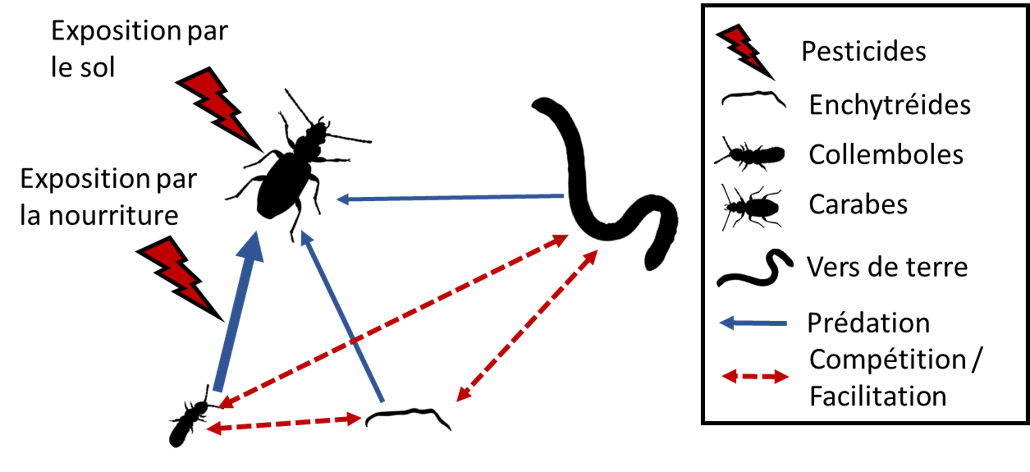 Exposition par
le sol
Exposition par
la nourriture
Pesticides
Enchytréides
Collemboles
Carabes
Vers de terre
Prédation
Compétition /
Facilitation